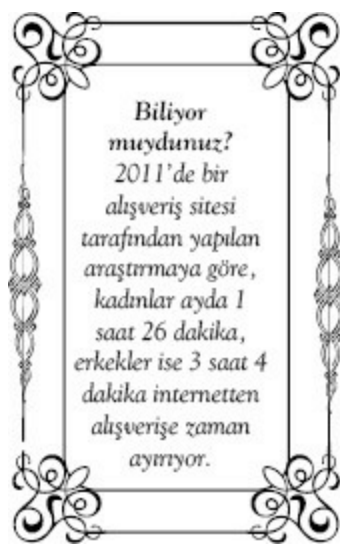 Biliyor
muydunuz?
2011'de bir
alışveriş sitesi
tarafından yapılan
araştırmaya göre,
kadınlar ayda 1
saat 26 dakika,
erkekler ise 3 saat 4
dakika internetten
alışverişe zaman
ayırıyor.